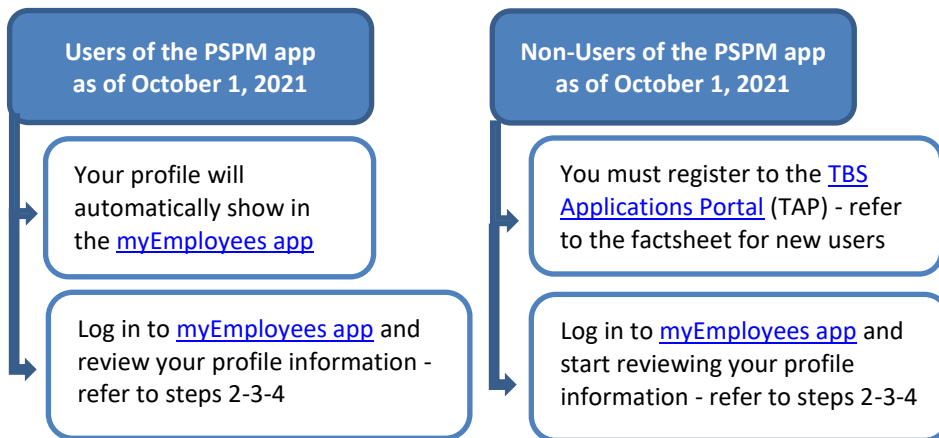 Users of the PSPM app
as of October 1, 2021
Your profile will
automatically show in
the myEmployees app
Log in to myEmployees app and
review your profile information -
refer to steps 2-3-4
Non-Users of the PSPM app
as of October 1, 2021
You must register to the TBS
Applications Portal (TAP) - refer
to the factsheet for new users
Log in to myEmployees app and
start reviewing your profile
information - refer to steps 2-3-4